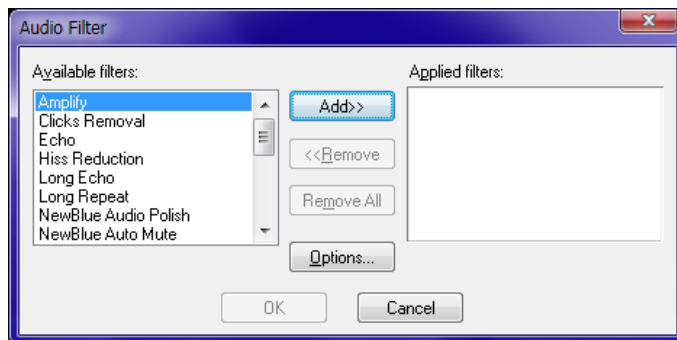 Audio Filter
Available filters:
Amplify
Clicks Removal
Echo
Hiss Reduction
Long Echo
Long Repeat
NewBlue Audio Polish
NewBlue Auto Mute
Add>>
<<Remove
Remove All
Options...
Applied filters:
OK
Cancel